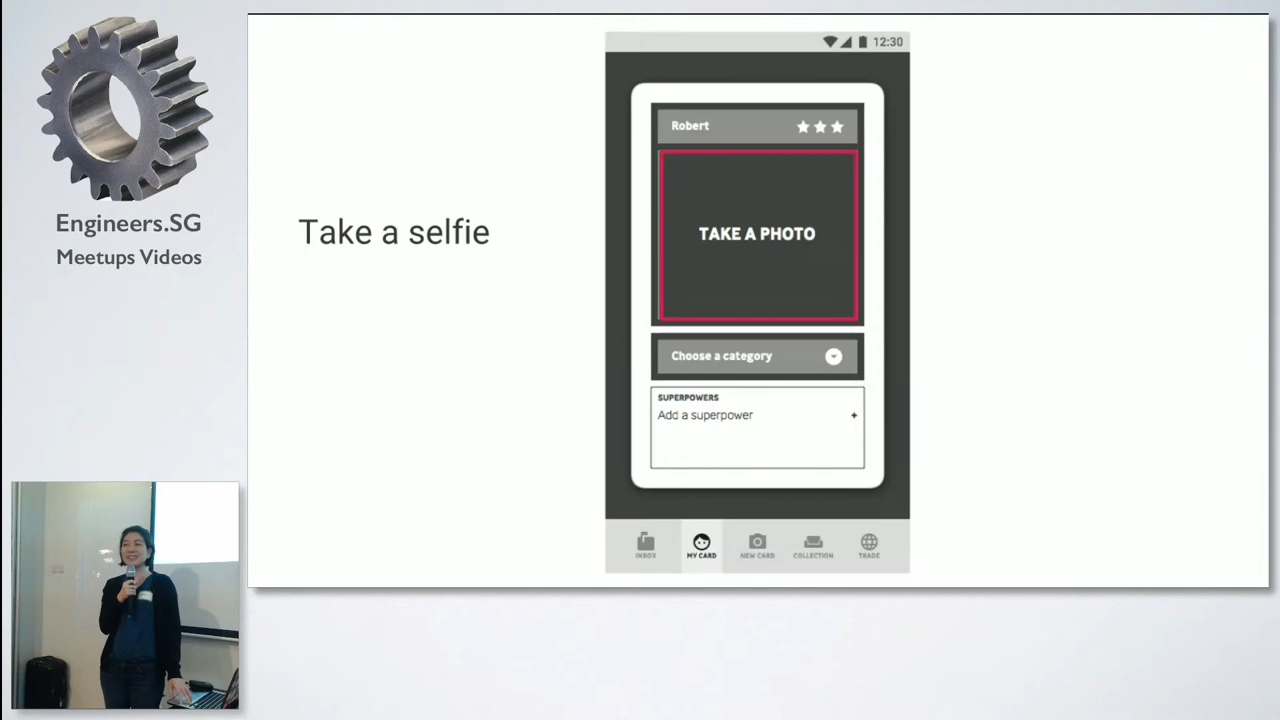 Engineers.SG
Meetups Videos
Take a selfie
12:30
Robert
TAKE A PHOTO
Choose a category
SUPERPOWERS
Add a superpower +
INBOX
MY CARD
NEW CARD
COLLECTION
TRADE